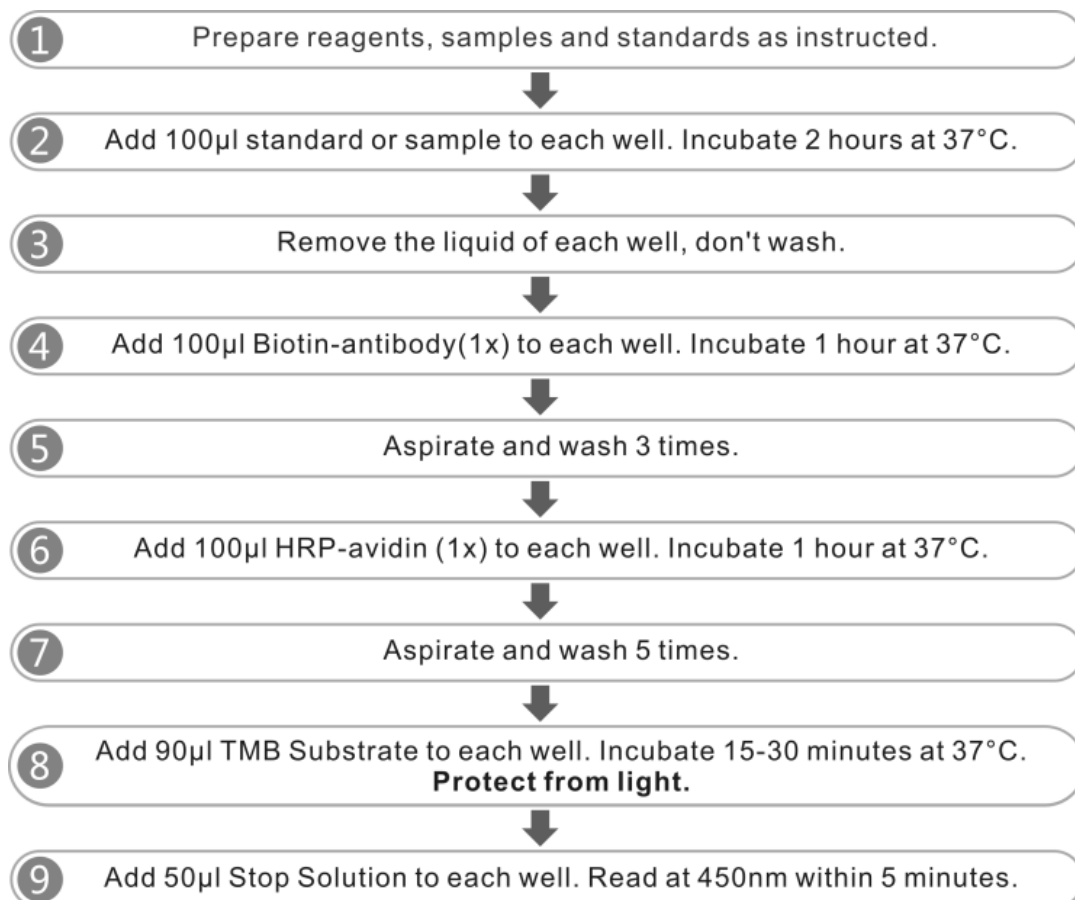 1 Prepare reagents, samples and standards as instructed.
2 Add 100µl standard or sample to each well. Incubate 2 hours at 37°C.
3 Remove the liquid of each well, don't wash.
4 Add 100µl Biotin-antibody(1x) to each well. Incubate 1 hour at 37°C.
5 Aspirate and wash 3 times.
6 Add 100µl HRP-avidin (1x) to each well. Incubate 1 hour at 37°C.
7 Aspirate and wash 5 times.
8 Add 90µl TMB Substrate to each well. Incubate 15-30 minutes at 37°C.
Protect from light.
9 Add 50µl Stop Solution to each well. Read at 450nm within 5 minutes.